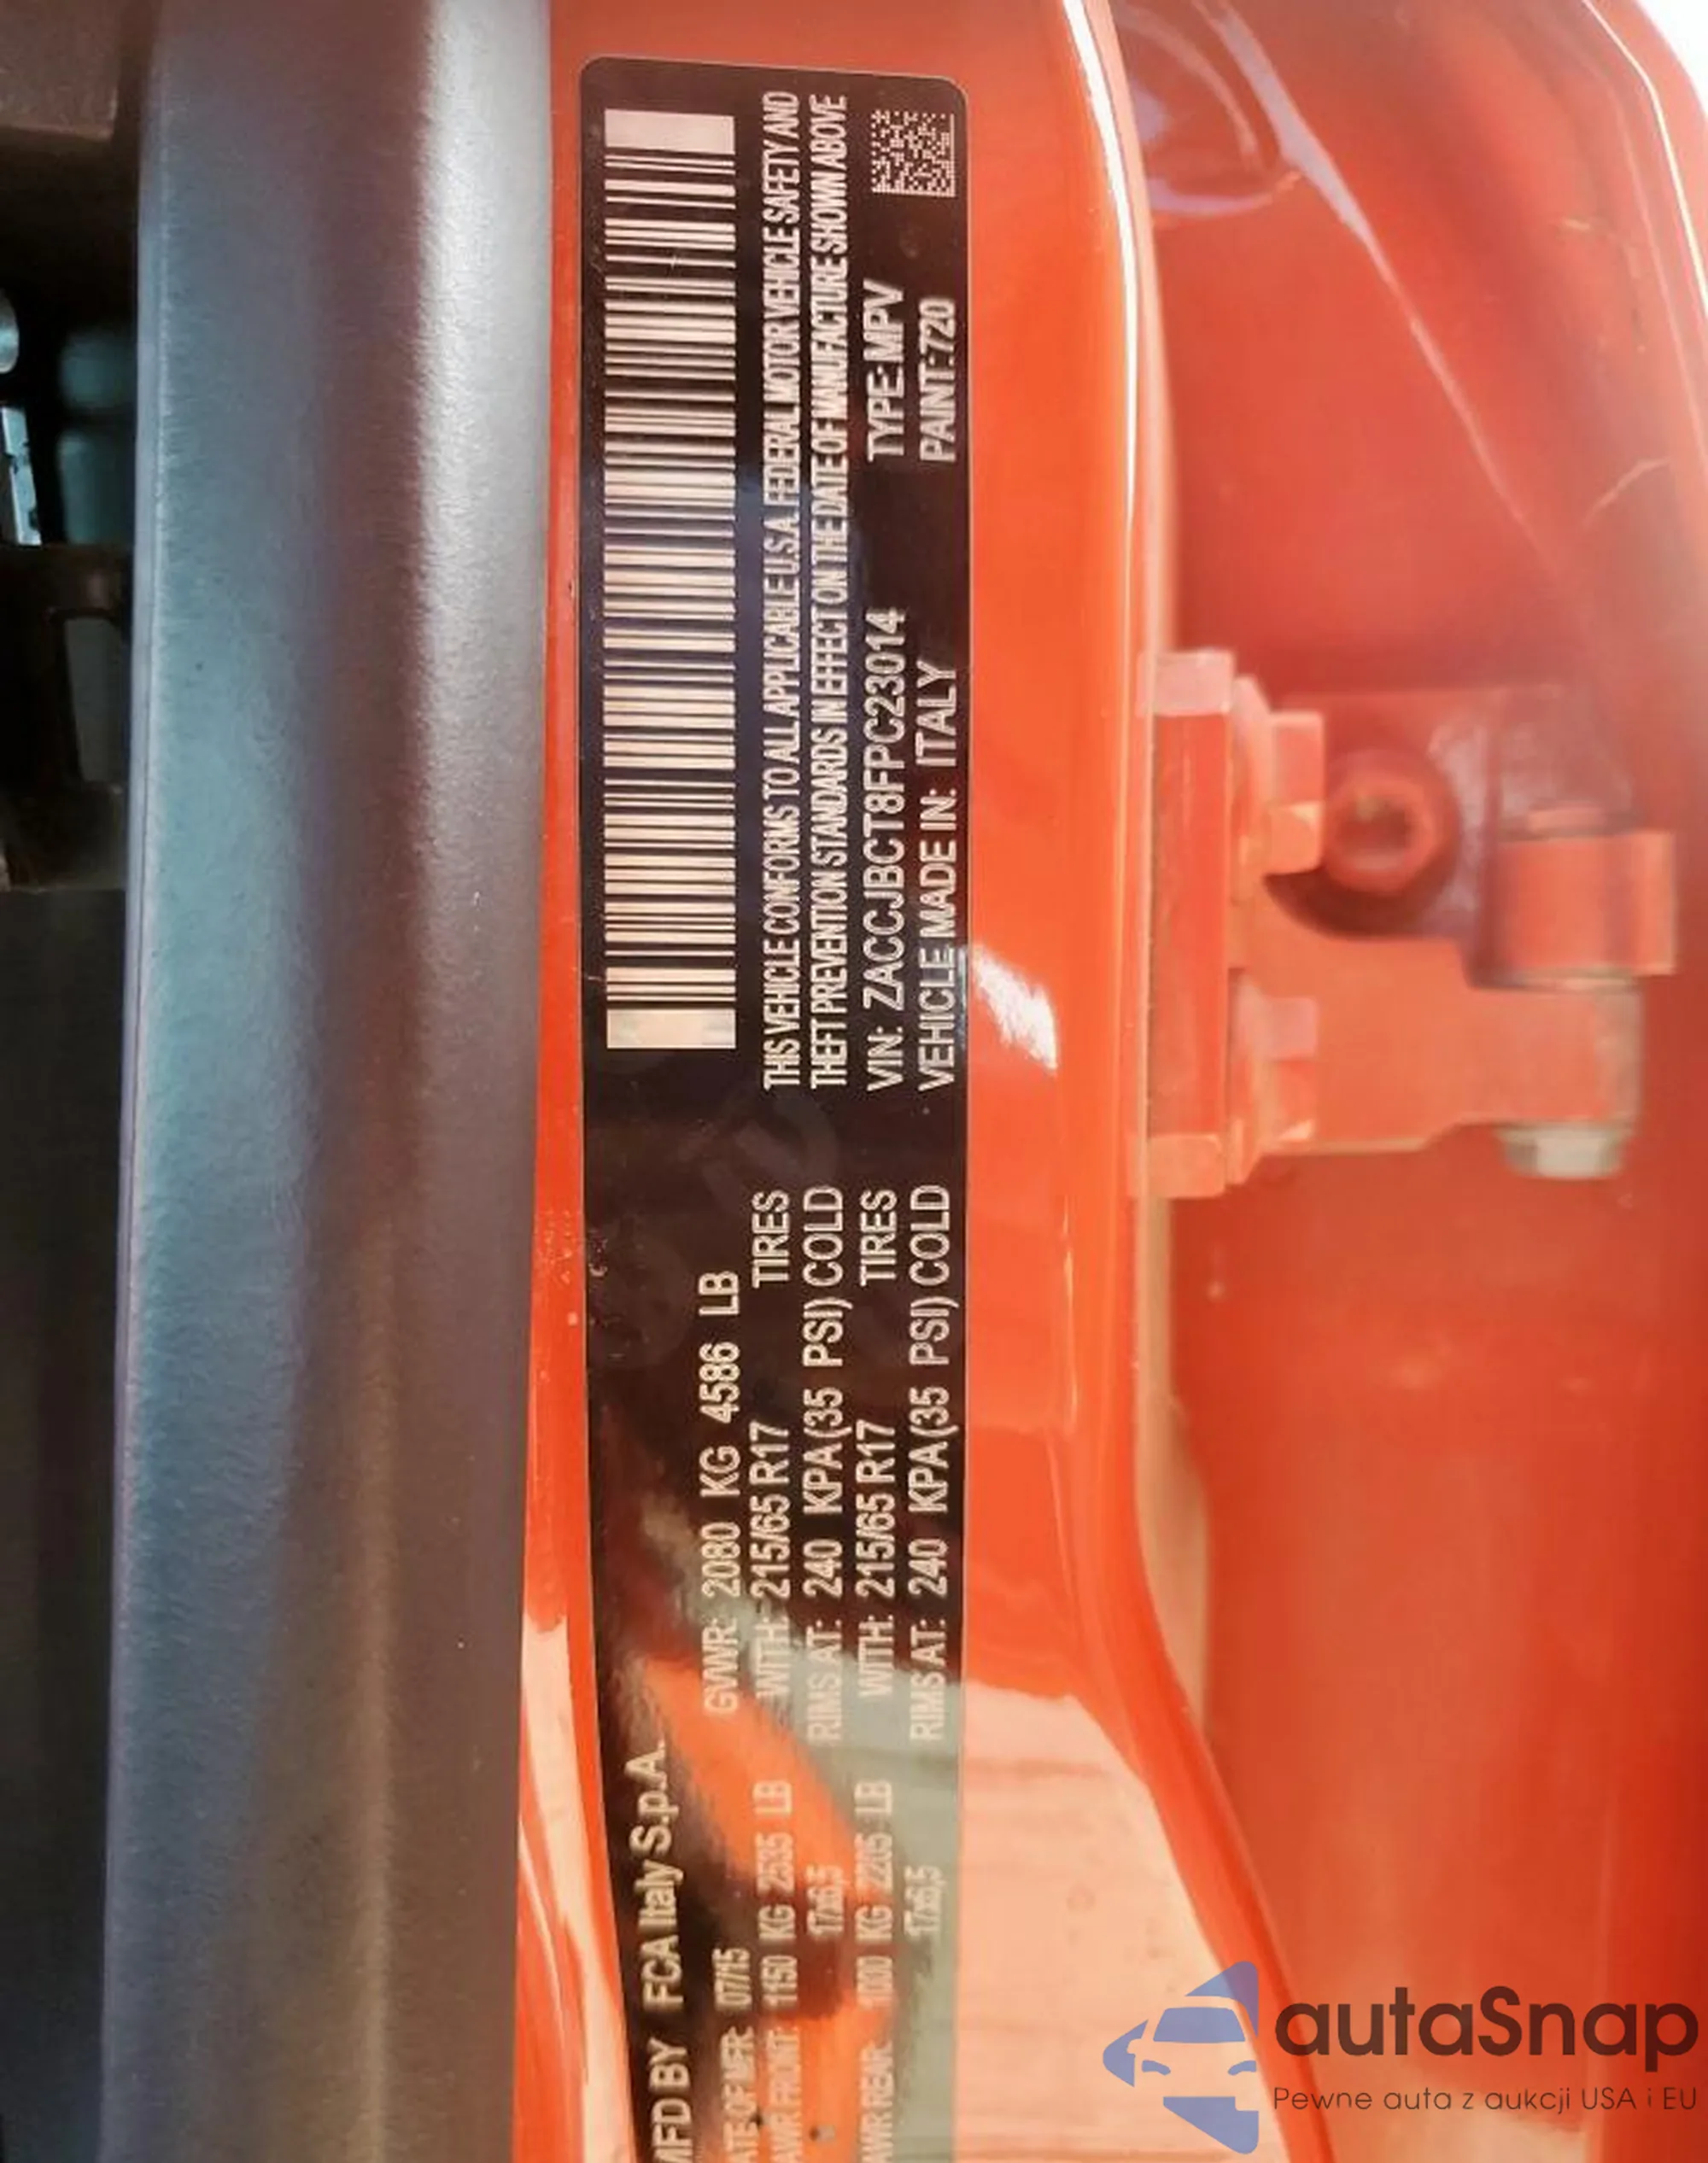 MFD BY FCA Italy S.p.A.
ATE OF MFR: 07/15 GVWR: 2080 KG 4586 LB
AWR FRONT: 1150 KG 2535 LB WITH: 215/65 R17 TIRES
17x6,5 RIMS AT: 240 KPA (35 PSI) COLD
AWR REAR: 1000 KG 2205 LB WITH: 215/65 R17 TIRES
17x6,5 RIMS AT: 240 KPA (35 PSI) COLD
THIS VEHICLE CONFORMS TO ALL APPLICABLE U.S.A. FEDERAL MOTOR VEHICLE SAFETY AND
THEFT PREVENTION STANDARDS IN EFFECT ON THE DATE OF MANUFACTURE SHOWN ABOVE
VIN: ZACCJBCT8FPC23014 TYPE: MPV
VEHICLE MADE IN: ITALY PAINT: 720
autaSnap
Pewne auta z aukcji USA i EU